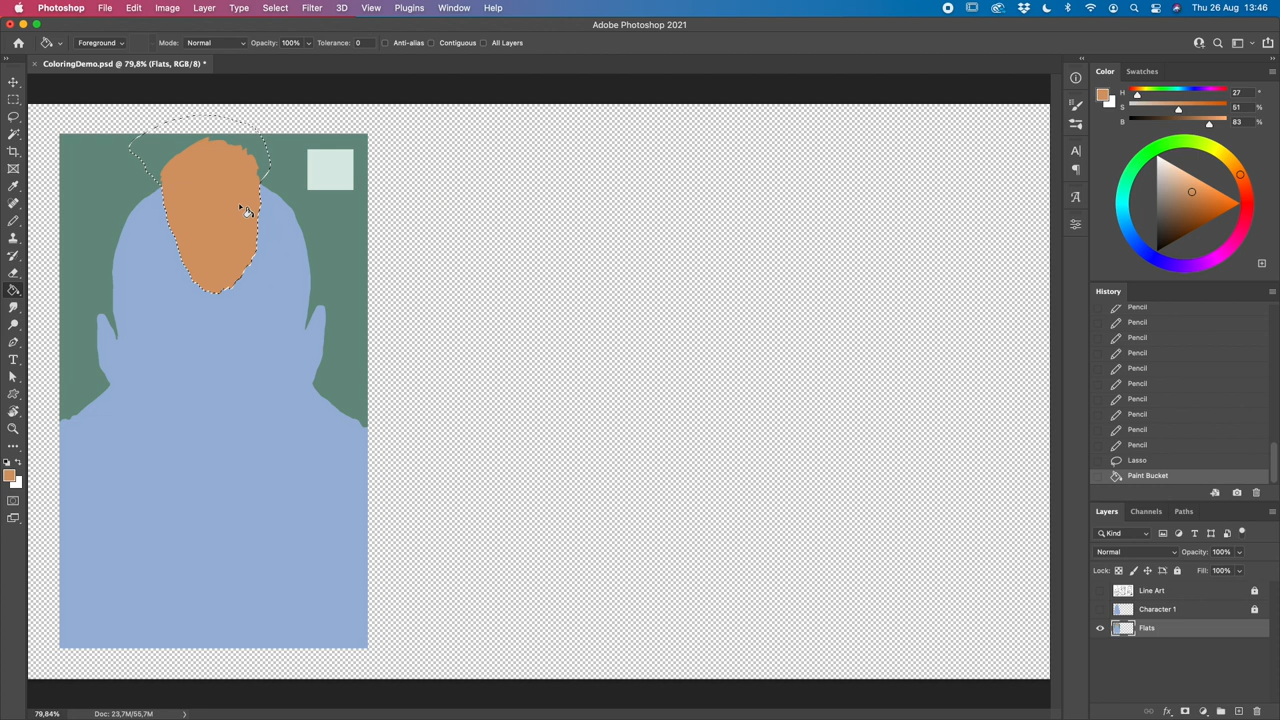 Photoshop File Edit Image Layer Type Select Filter 3D View Plugins Window Help Thu 26 Aug 13:46
Adobe Photoshop 2021
Foreground Mode: Normal Opacity: 100% Tolerance: 0 Anti-alias Contiguous All Layers
ColoringDemo.psd @ 79,8% (Flats, RGB/8) *
Color Swatches
H 27 °
S 51 %
B 83 %
History
Pencil
Pencil
Pencil
Pencil
Pencil
Pencil
Pencil
Pencil
Pencil
Pencil
Lasso
Paint Bucket
Layers Channels Paths
Kind
Normal Opacity: 100%
Lock: Fill: 100%
Line Art
Character 1
Flats
79,84% Doc: 23,7M/55,7M